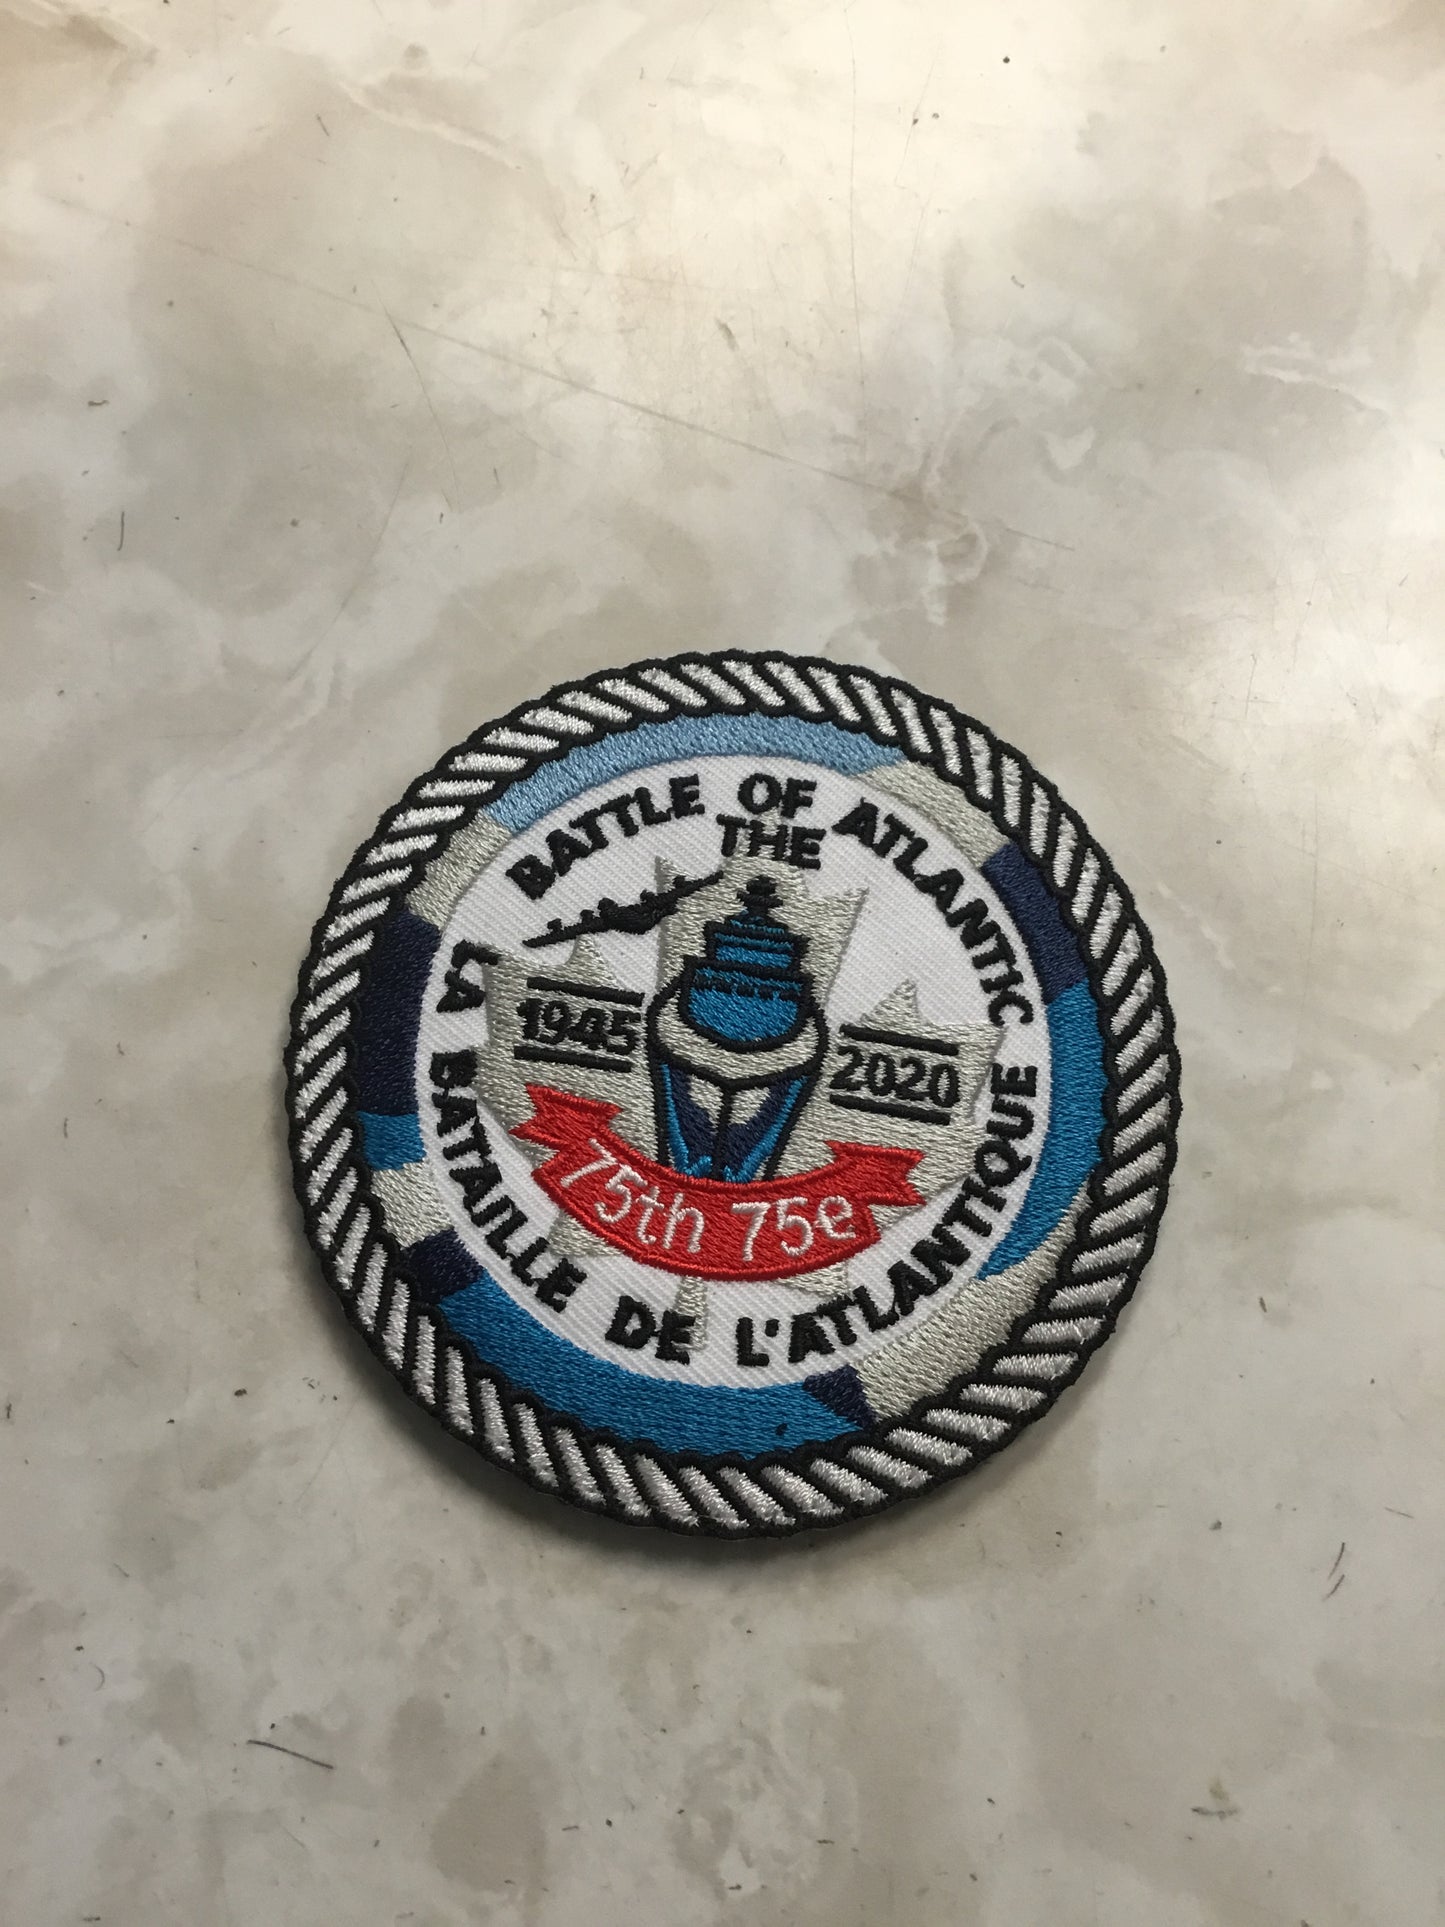 BATTLE OF THE ATLANTIC
1945
2020
75th 75e
LA BATAILLE DE L'ATLANTIQUE